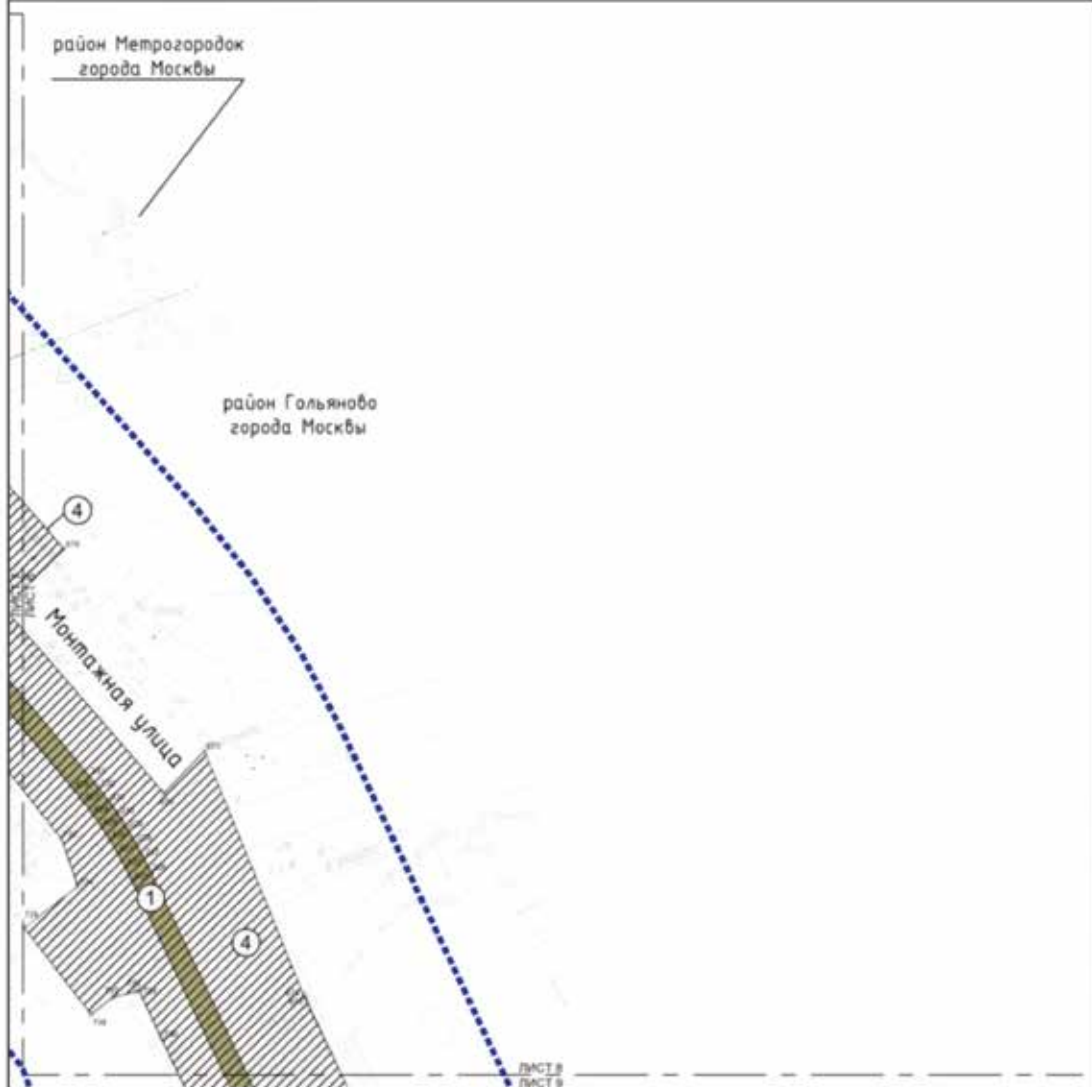 район Метрогородок
города Москвы
район Гольяново
города Москвы
4
Монтажная улица
1
4
ЛИСТ 8
ЛИСТ 9